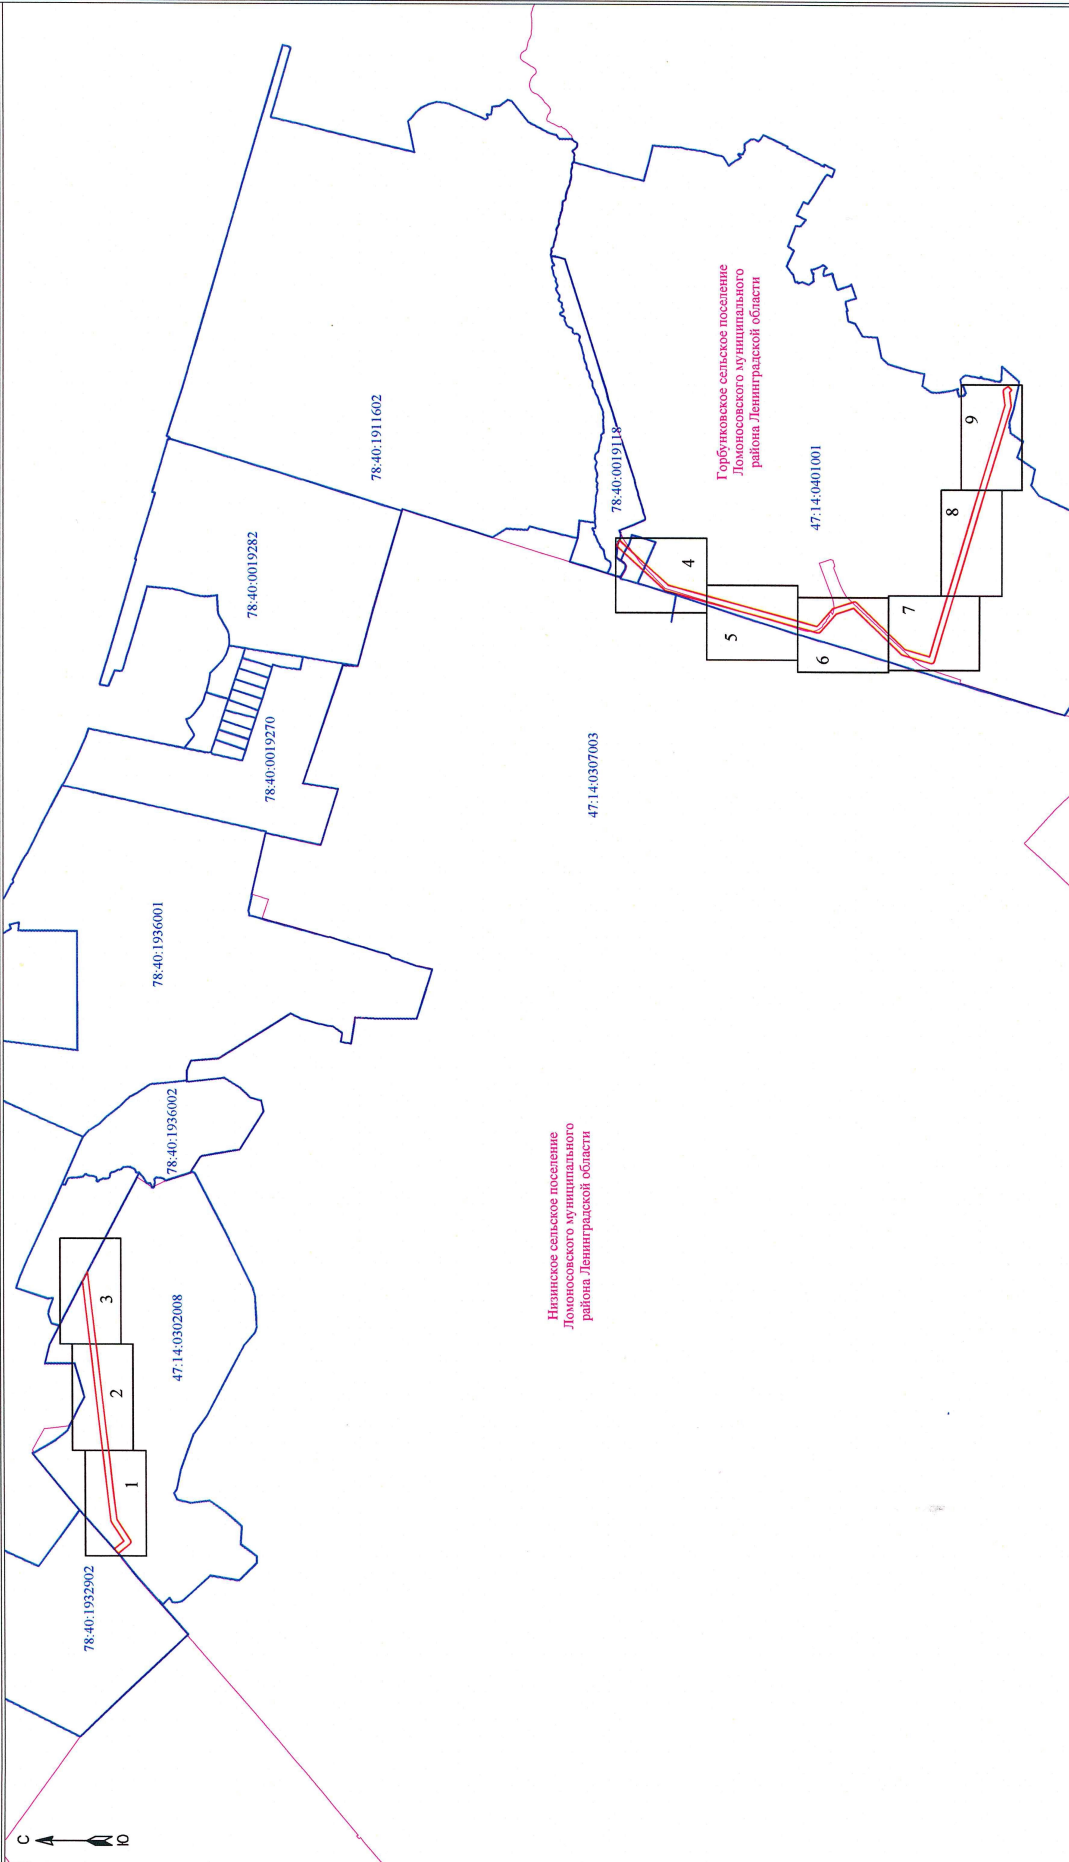 С
Ю
78:40:1932902
1
2
3
47:14:0302008
78:40:1936002
78:40:1936001
78:40:0019270
78:40:0019282
78:40:1911602
78:40:0019118
47:14:0307003
Низинское сельское поселение
Ломоносовского муниципального
района Ленинградской области
Горбунковское сельское поселение
Ломоносовского муниципального
района Ленинградской области
47:14:0401001
4
5
6
7
8
9